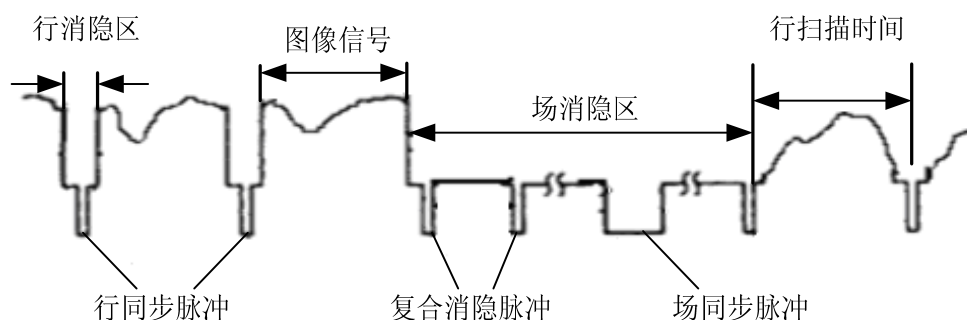 行消隐区
图像信号
行扫描时间
场消隐区
行同步脉冲
复合消隐脉冲
场同步脉冲